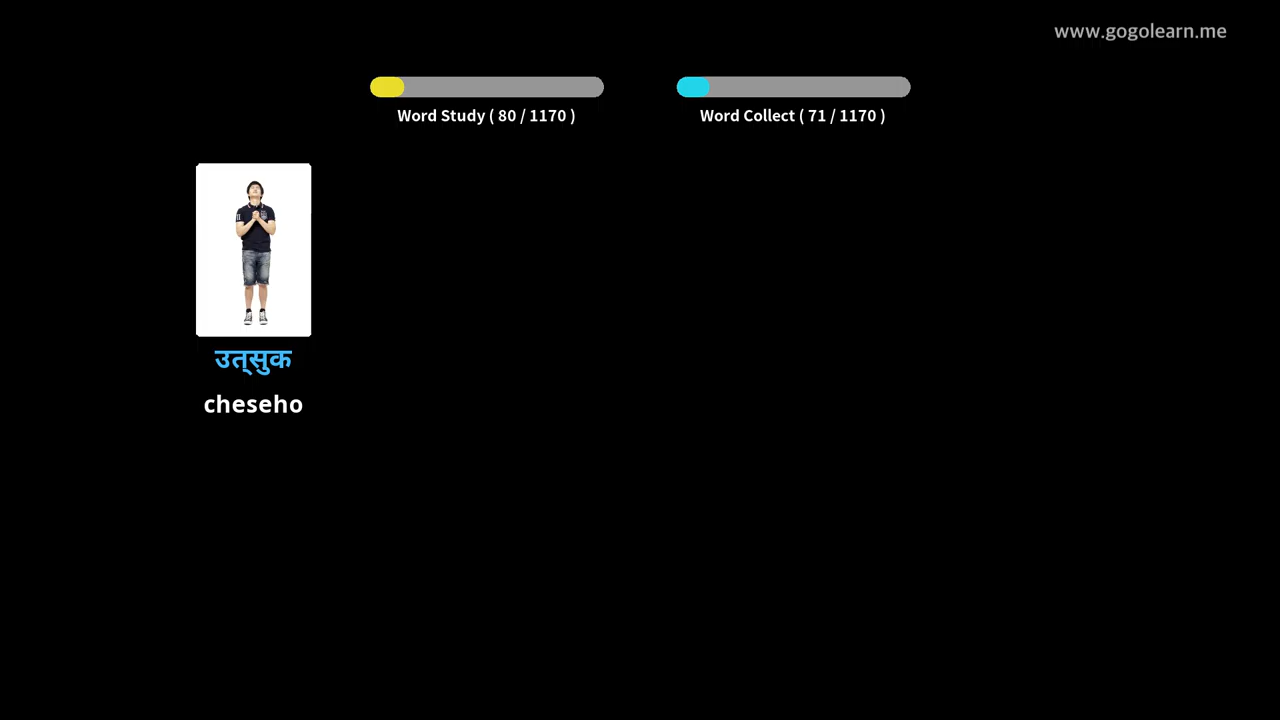 www.gogolearn.me
Word Study ( 80 / 1170 )
Word Collect ( 71 / 1170 )
उत्सुक
cheseho